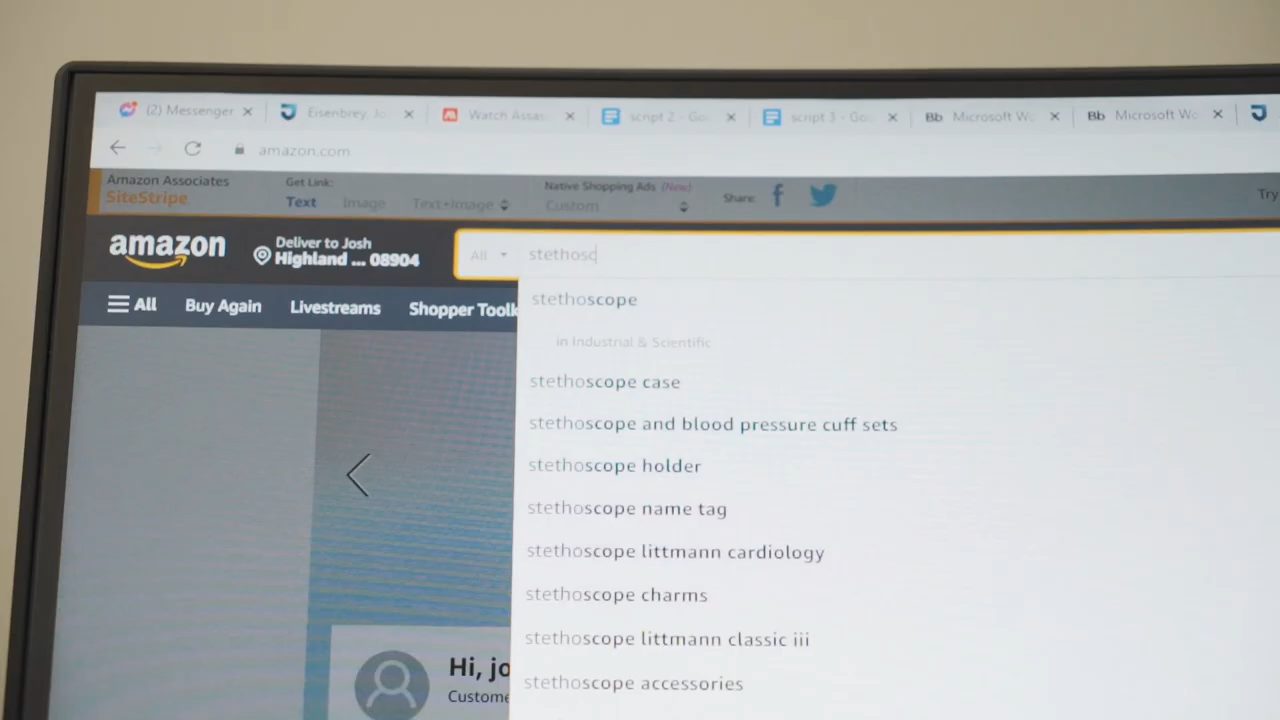 (2) Messenger
Eisenbrey, Jo
Watch Assas
script 2 - Go
script 3 - Goo
Bb Microsoft Wo
Bb Microsoft Wo
amazon.com
Amazon Associates
SiteStripe
Get Link:
Text
Image
Text+Image
Native Shopping Ads (New)
Custom
Share:
Try
amazon
Deliver to Josh
Highland ... 08904
All
stethosc
All
Buy Again
Livestreams
Shopper Toolk
stethoscope
in Industrial & Scientific
stethoscope case
stethoscope and blood pressure cuff sets
stethoscope holder
stethoscope name tag
stethoscope littmann cardiology
stethoscope charms
stethoscope littmann classic iii
stethoscope accessories
Hi, jo
Custome